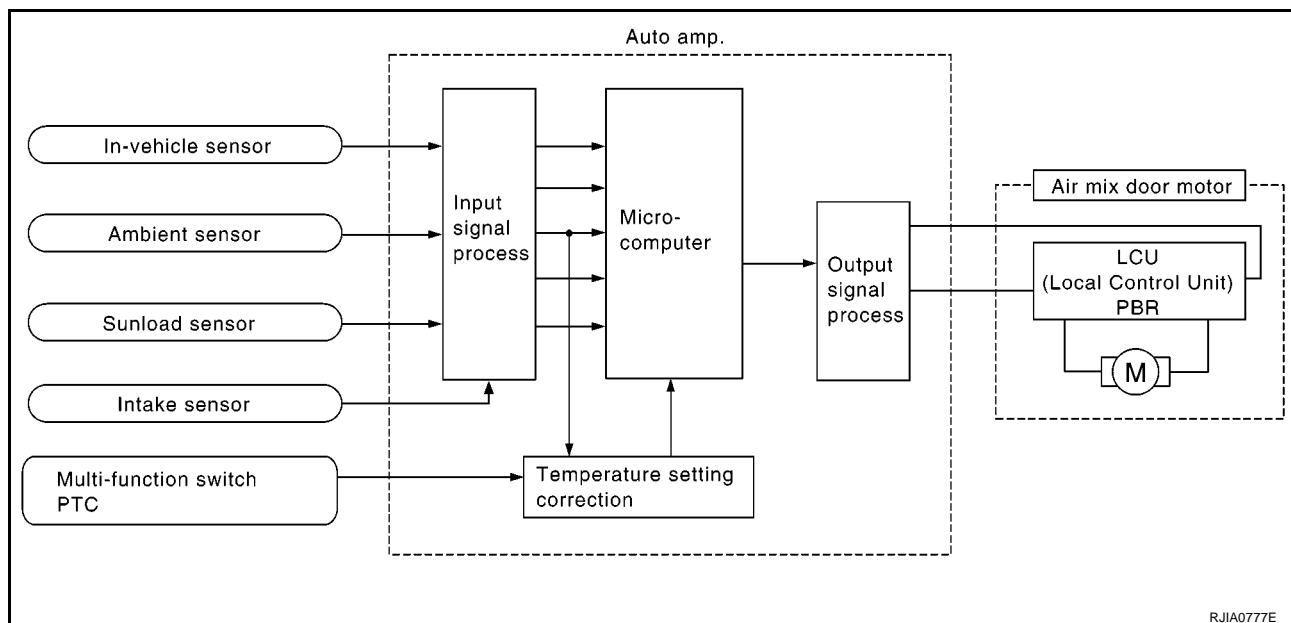 Auto amp.
In-vehicle sensor
Ambient sensor
Sunload sensor
Intake sensor
Multi-function switch
PTC
Input
signal
process
Micro-
computer
Temperature setting
correction
Output
signal
process
Air mix door motor
LCU
(Local Control Unit)
PBR
M
RJIA0777E